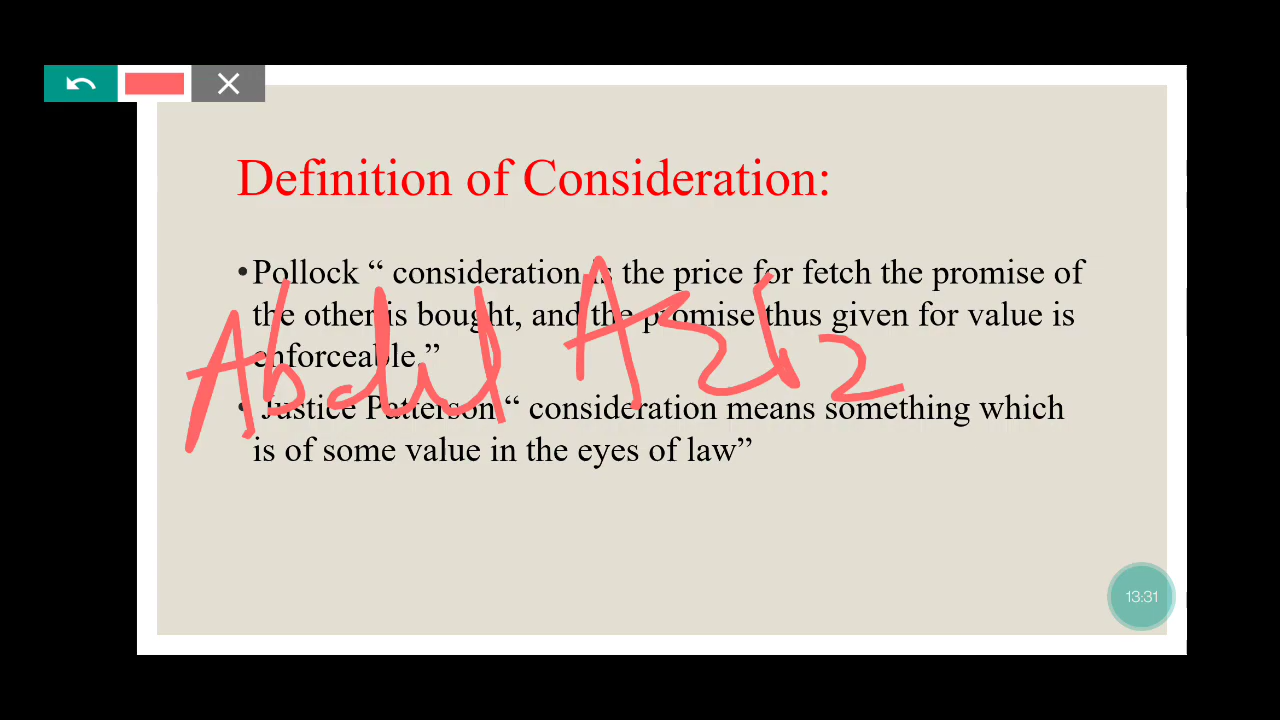 Definition of Consideration:
•Pollock “ consideration is the price for fetch the promise of
the other is bought, and the promise thus given for value is
enforceable.”
• Justice Patterson “ consideration means something which
is of some value in the eyes of law”
Abdul Aziz
13:31